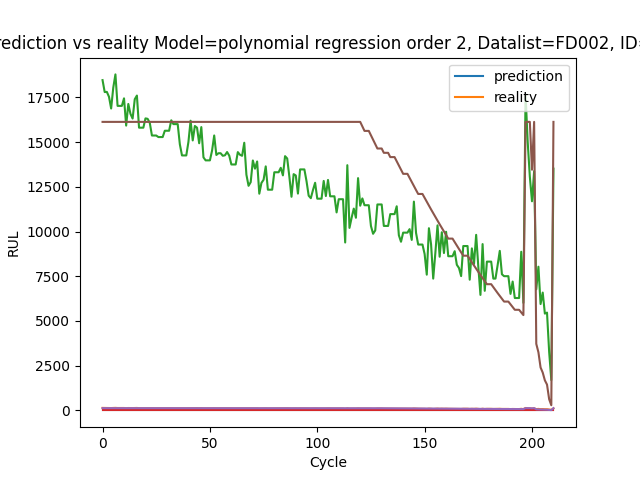 rediction vs reality Model=polynomial regression order 2, Datalist=FD002, ID=
prediction
reality
RUL
17500
15000
12500
10000
7500
5000
2500
0
0 50 100 150 200
Cycle